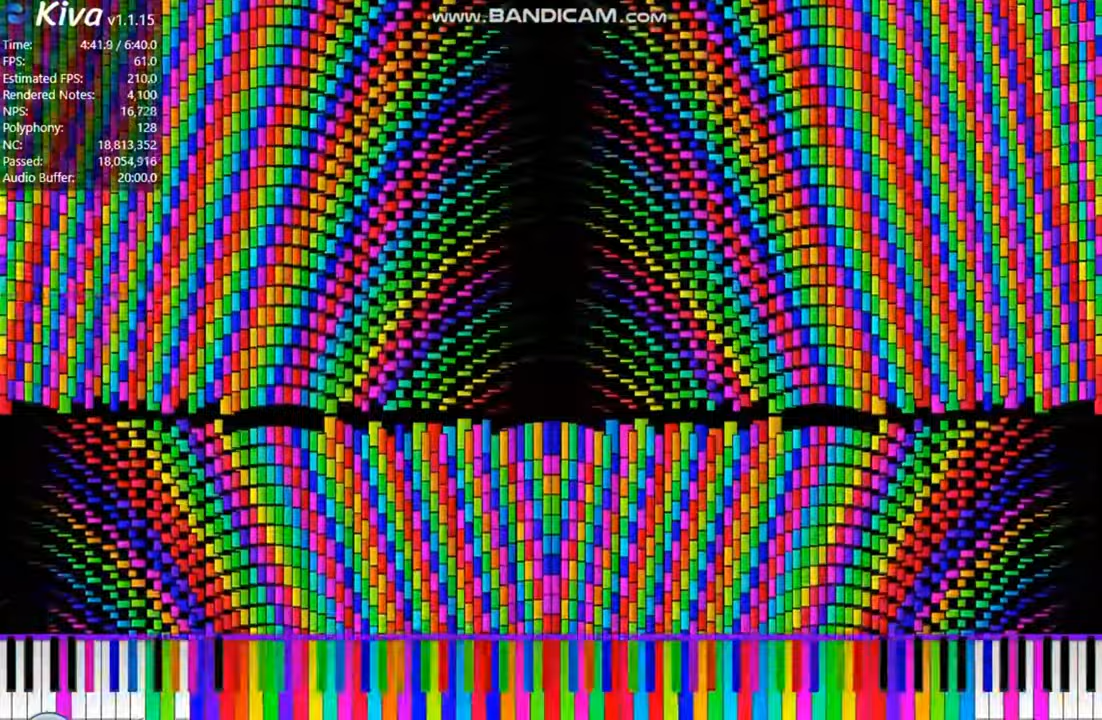 Kiva v1.1.15
www.BANDICAM.com
Time: 4:41.9 / 6:40.0
FPS: 61.0
Estimated FPS: 210.0
Rendered Notes: 4,100
NPS: 16,728
Polyphony: 128
NC: 18,813,352
Passed: 18,054,916
Audio Buffer: 20:00.0